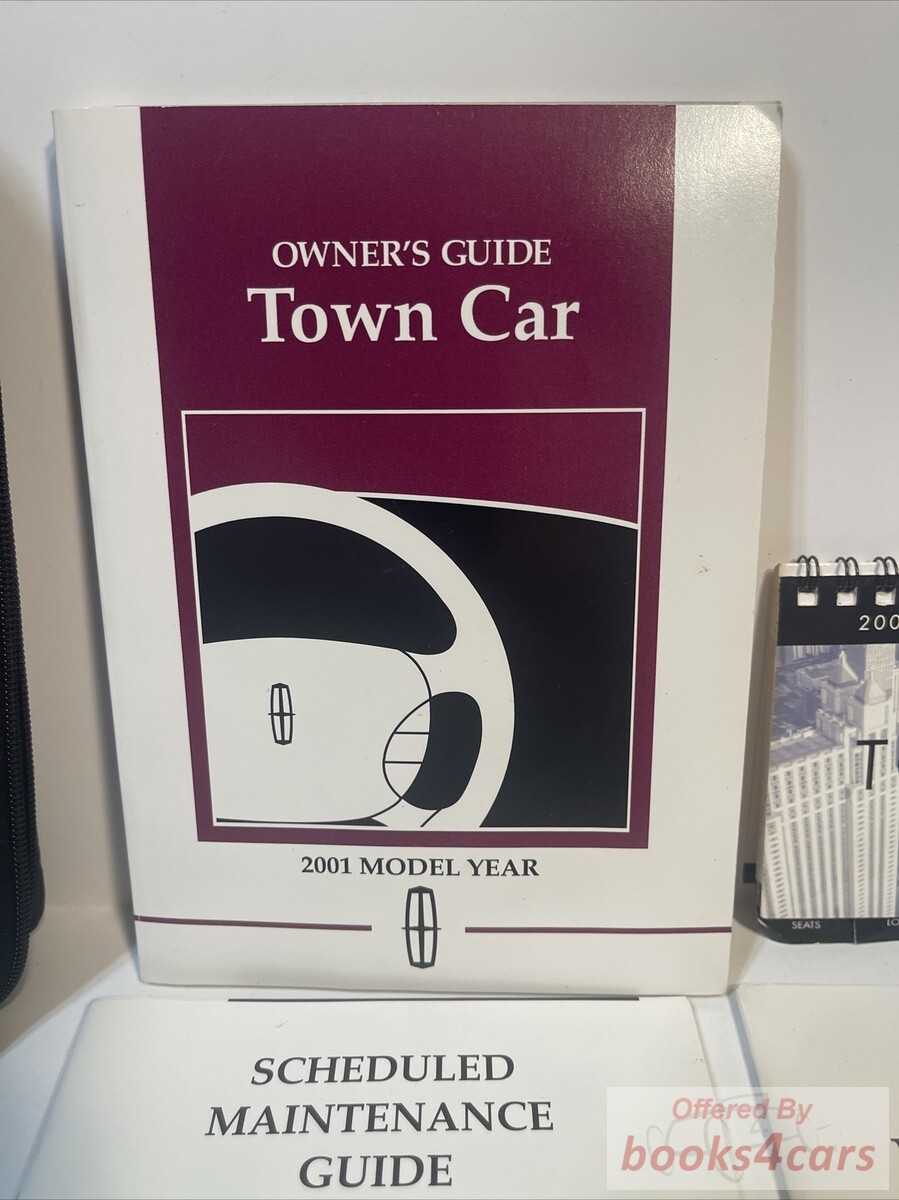 OWNER'S GUIDE
Town Car
2001 MODEL YEAR
200
T
SEATS
SCHEDULED
MAINTENANCE
GUIDE
Offered By
books4cars